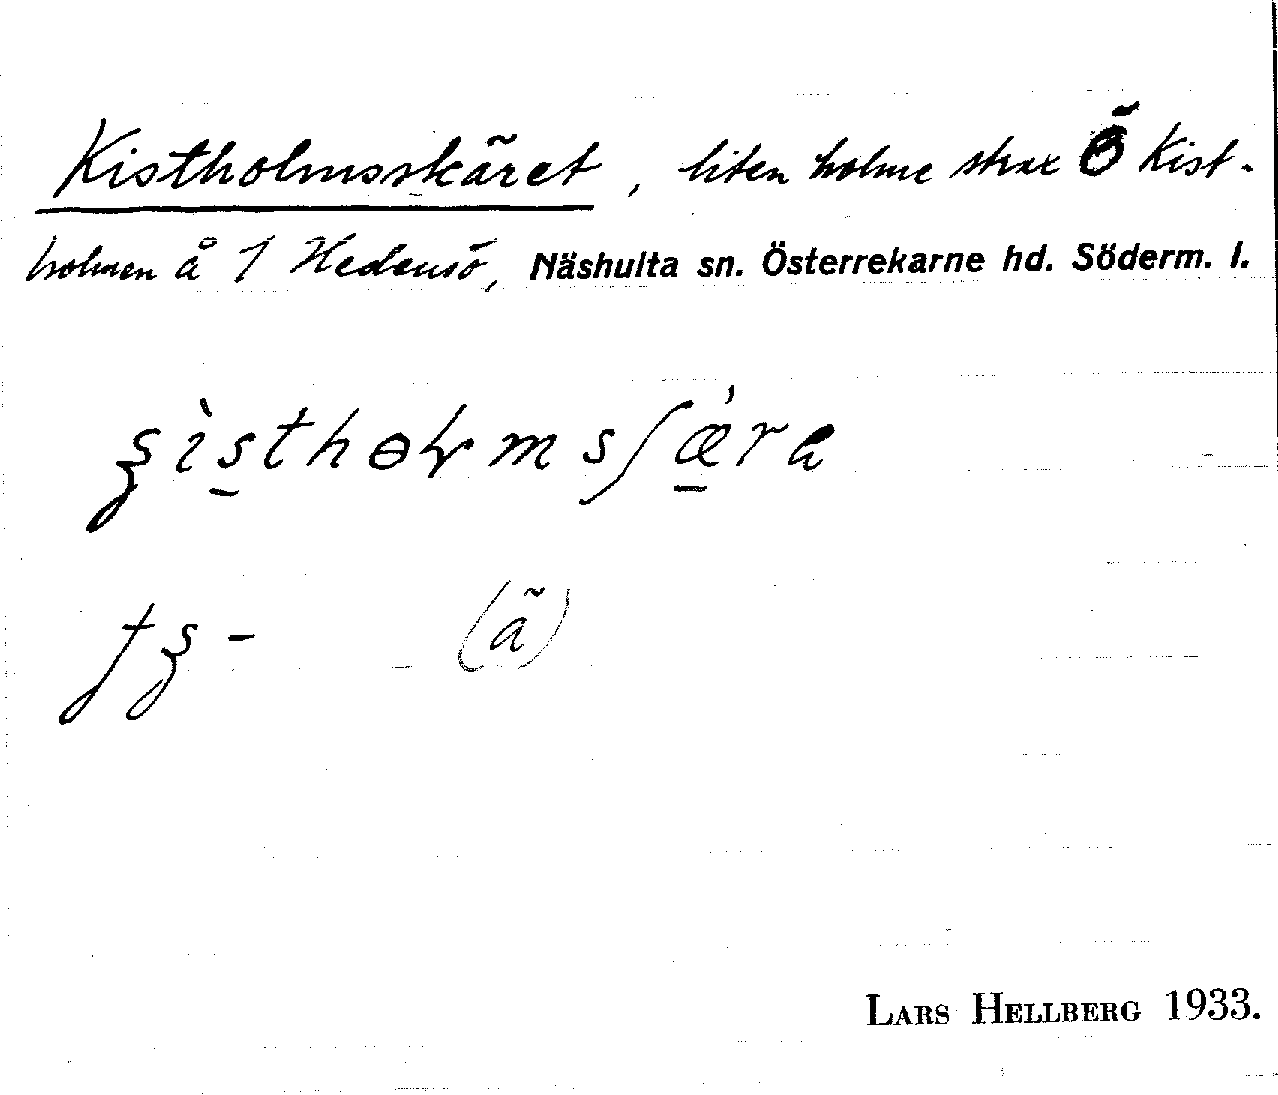 Kistholmsskäret, liten holme strax Ö Kist-
holmen å 1 Hedensö, Näshulta sn. Österrekarne hd. Söderm. l.
(ä)
LARS HELLBERG 1933.